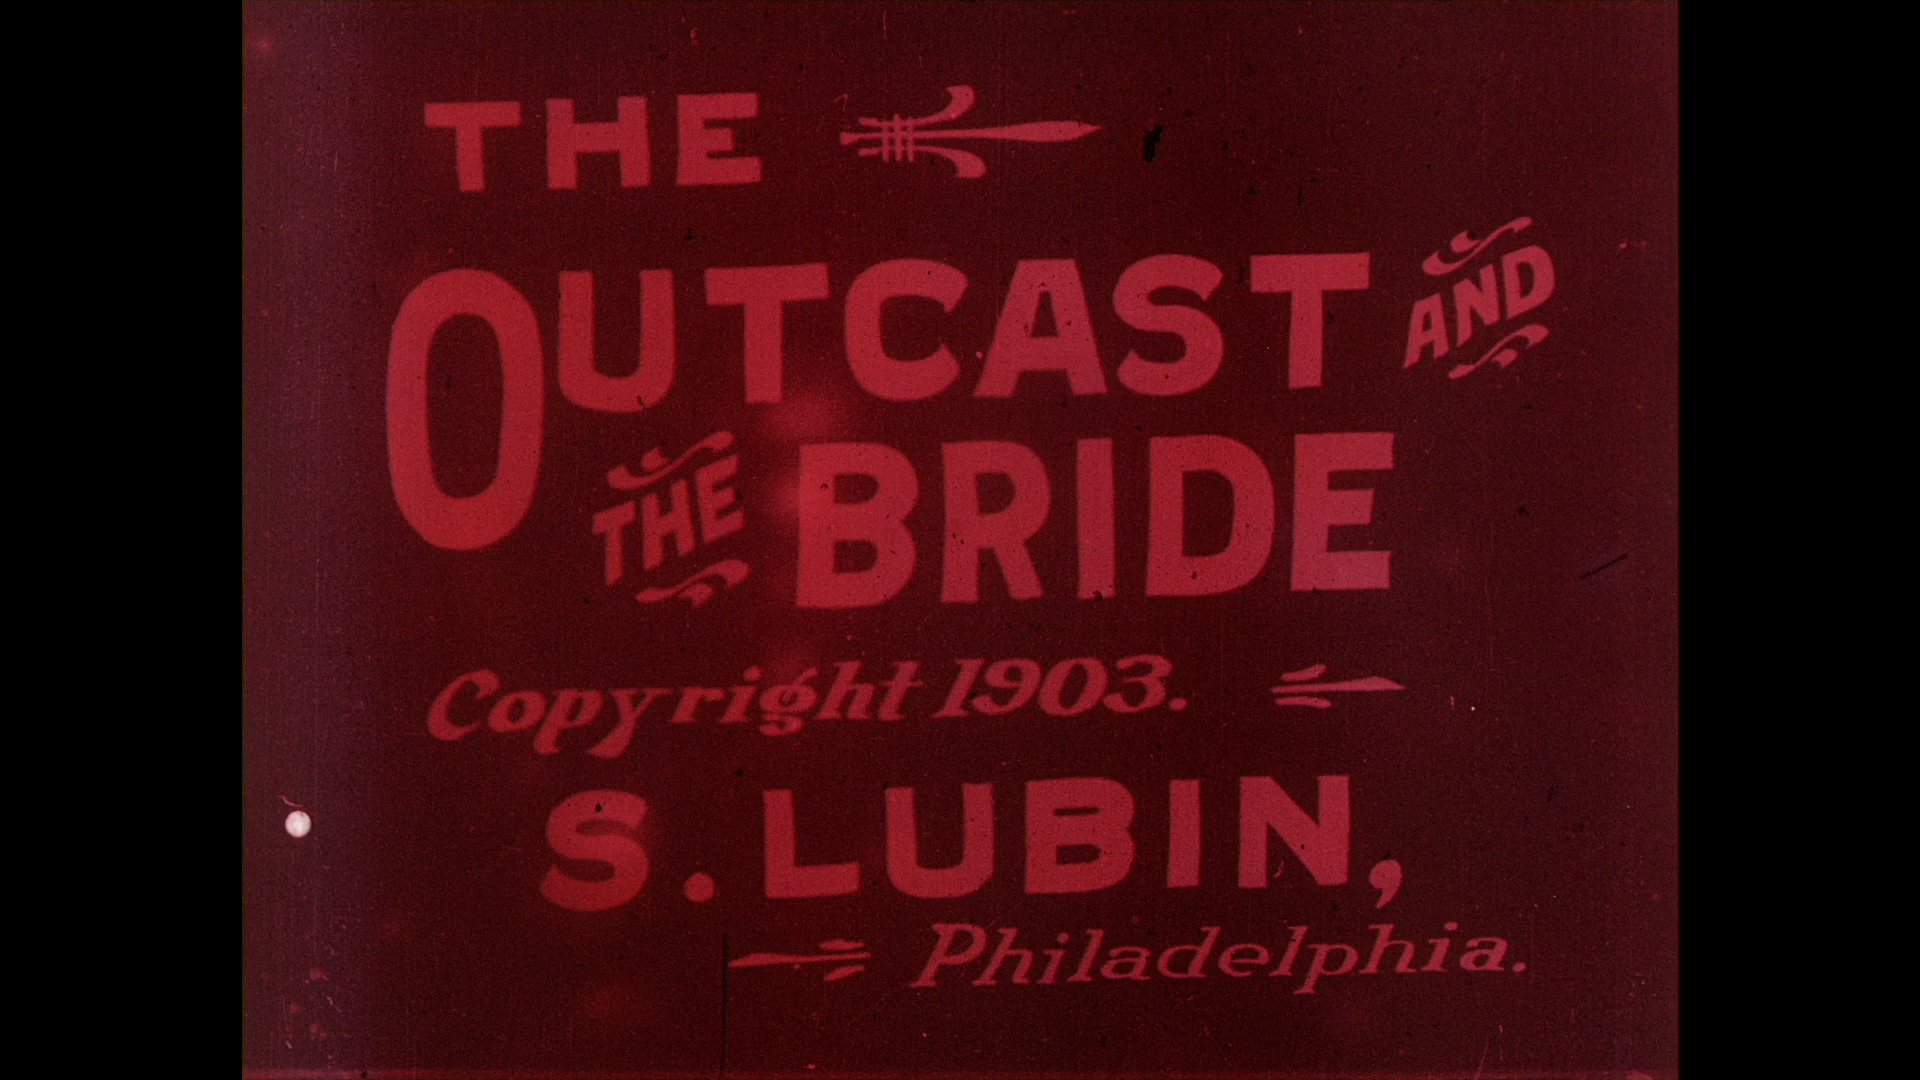 THE
OUTCAST AND
THE BRIDE
Copyright 1903.
S. LUBIN,
Philadelphia.